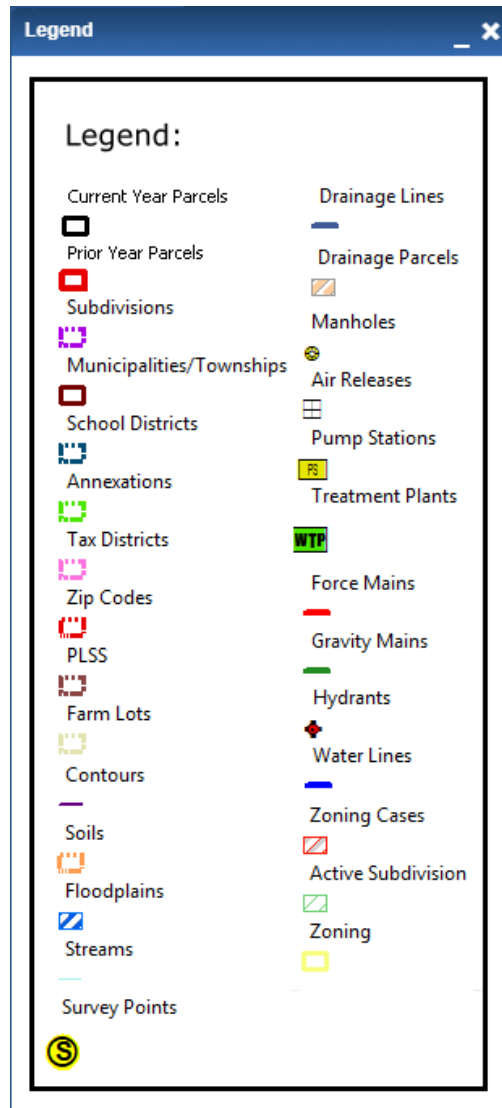 Legend
Legend:
Current Year Parcels
Prior Year Parcels
Subdivisions
Municipalities/Townships
School Districts
Annexations
Tax Districts
Zip Codes
PLSS
Farm Lots
Contours
Soils
Floodplains
Streams
Survey Points
S
Drainage Lines
Drainage Parcels
Manholes
Air Releases
Pump Stations
PS
Treatment Plants
WTP
Force Mains
Gravity Mains
Hydrants
Water Lines
Zoning Cases
Active Subdivision
Zoning